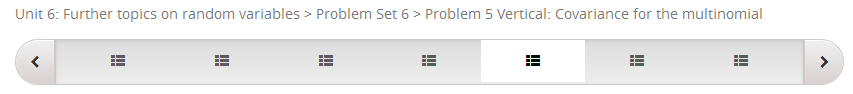 Unit 6: Further topics on random variables > Problem Set 6 > Problem 5 Vertical: Covariance for the multinomial